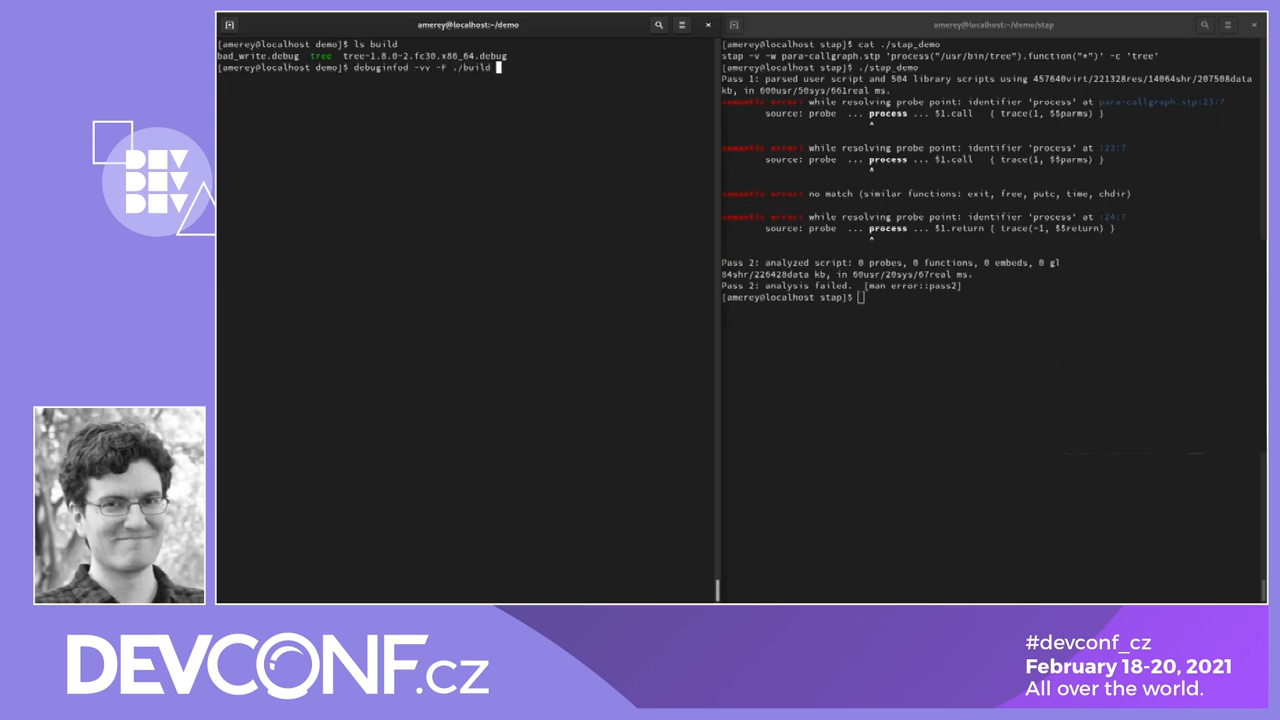 amerey@localhost:~/demo
[amerey@localhost demo]$ ls build
bad_write.debug tree tree-1.8.0-2.fc30.x86_64.debug
[amerey@localhost demo]$ debuginfod -vv -F ./build
amerey@localhost:~/demo/stap
[amerey@localhost stap]$ cat ./stap_demo
stap -v -w para-callgraph.stp 'process("/usr/bin/tree").function("*")' -c 'tree'
[amerey@localhost stap]$ ./stap_demo
Pass 1: parsed user script and 504 library scripts using 457640virt/221328res/14064shr/207508data
kb, in 600usr/50sys/661real ms.
semantic error: while resolving probe point: identifier 'process' at para-callgraph.stp:23:7
source: probe ... process ... $1.call { trace(1, $$parms) }
^
semantic error: while resolving probe point: identifier 'process' at :23:7
source: probe ... process ... $1.call { trace(1, $$parms) }
^
semantic error: no match (similar functions: exit, free, putc, time, chdir)
semantic error: while resolving probe point: identifier 'process' at :24:7
source: probe ... process ... $1.return { trace(-1, $$return) }
^
Pass 2: analyzed script: 0 probes, 0 functions, 0 embeds, 0 gl
84shr/226428data kb, in 60usr/20sys/67real ms.
Pass 2: analysis failed. [man error::pass2]
[amerey@localhost stap]$
DEV
DEV
DEV
DEVCONF.cz
#devconf_cz
February 18-20, 2021
All over the world.